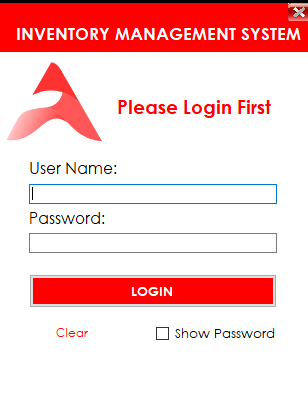 INVENTORY MANAGEMENT SYSTEM
Please Login First
User Name:
Password:
LOGIN
Clear
Show Password